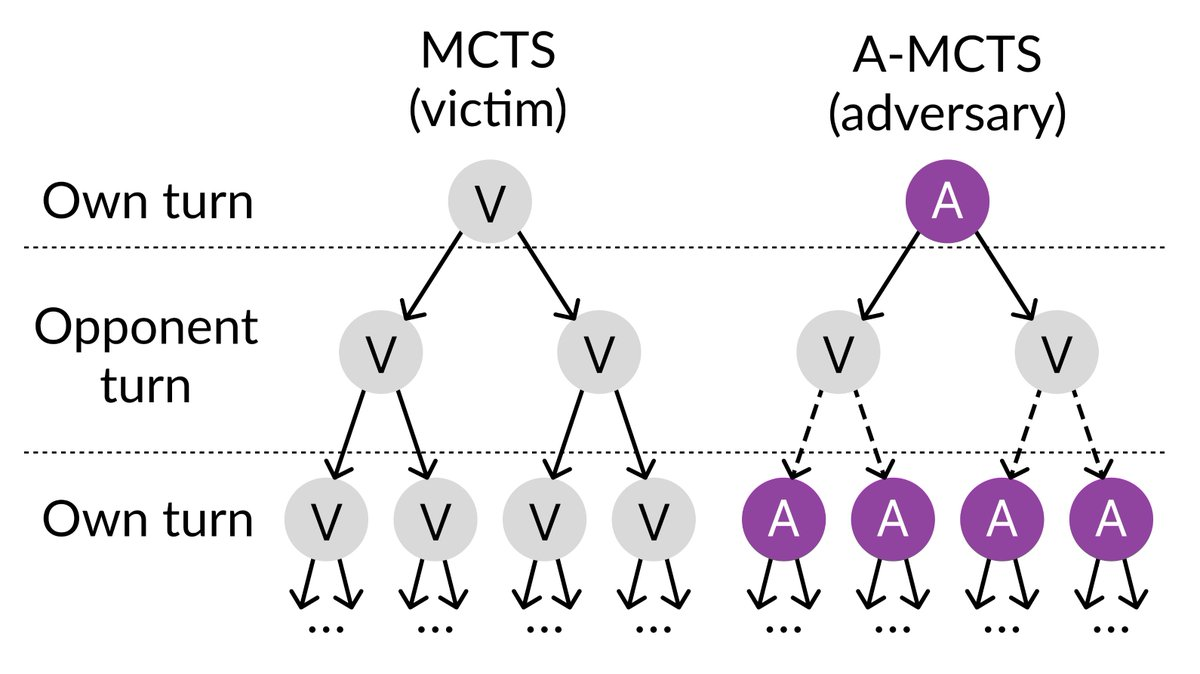 MCTS
(victim)
A-MCTS
(adversary)
Own turn
V
A
Opponent
turn
V
V
V
V
Own turn
V
V
V
V
A
A
A
A
...
...
...
...
...
...
...
...